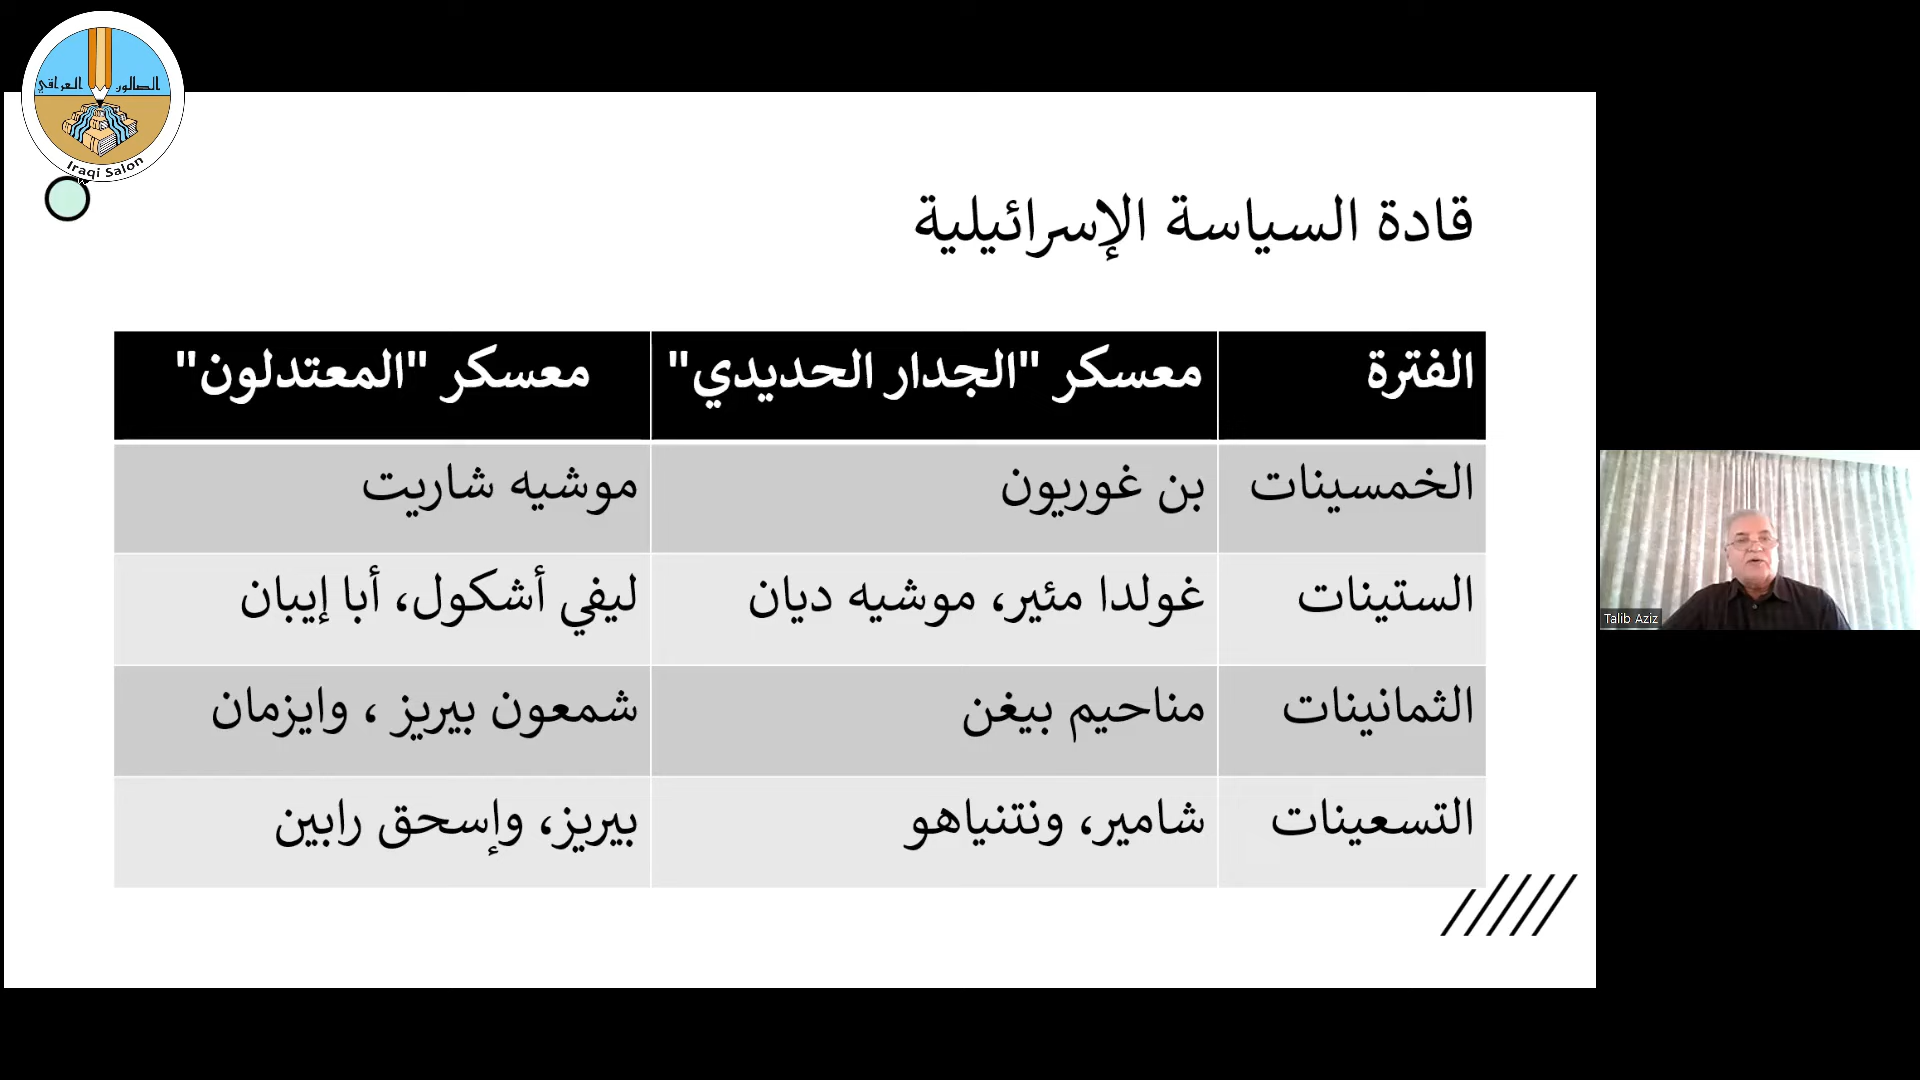 الصالون العراقي
Iraqi Salon
قادة السياسة الإسرائيلية
الفترة معسكر "الجدار الحديدي" معسكر "المعتدلون"
الخمسينات بن غوريون موشيه شاريت
الستينات غولدا مئير، موشيه ديان ليفي أشكول، أبا إيبان
الثمانينات مناحيم بيغن شمعون بيريز ، وايزمان
التسعينات شامير، ونتنياهو بيريز، وإسحق رابين
Talib Aziz